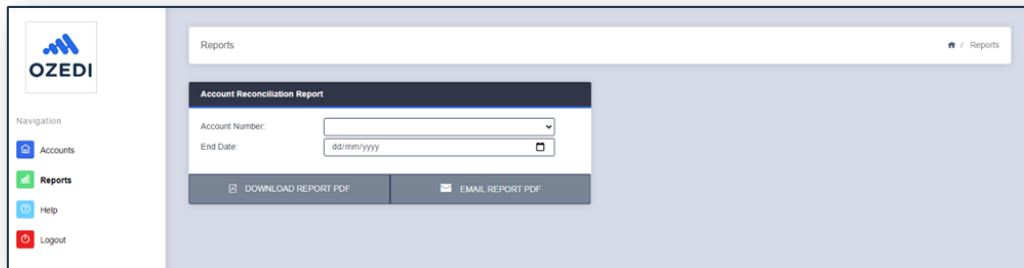 OZEDI
Navigation
Accounts
Reports
Help
Logout
Reports
/ Reports
Account Reconciliation Report
Account Number:
End Date: dd/mm/yyyy
DOWNLOAD REPORT PDF EMAIL REPORT PDF